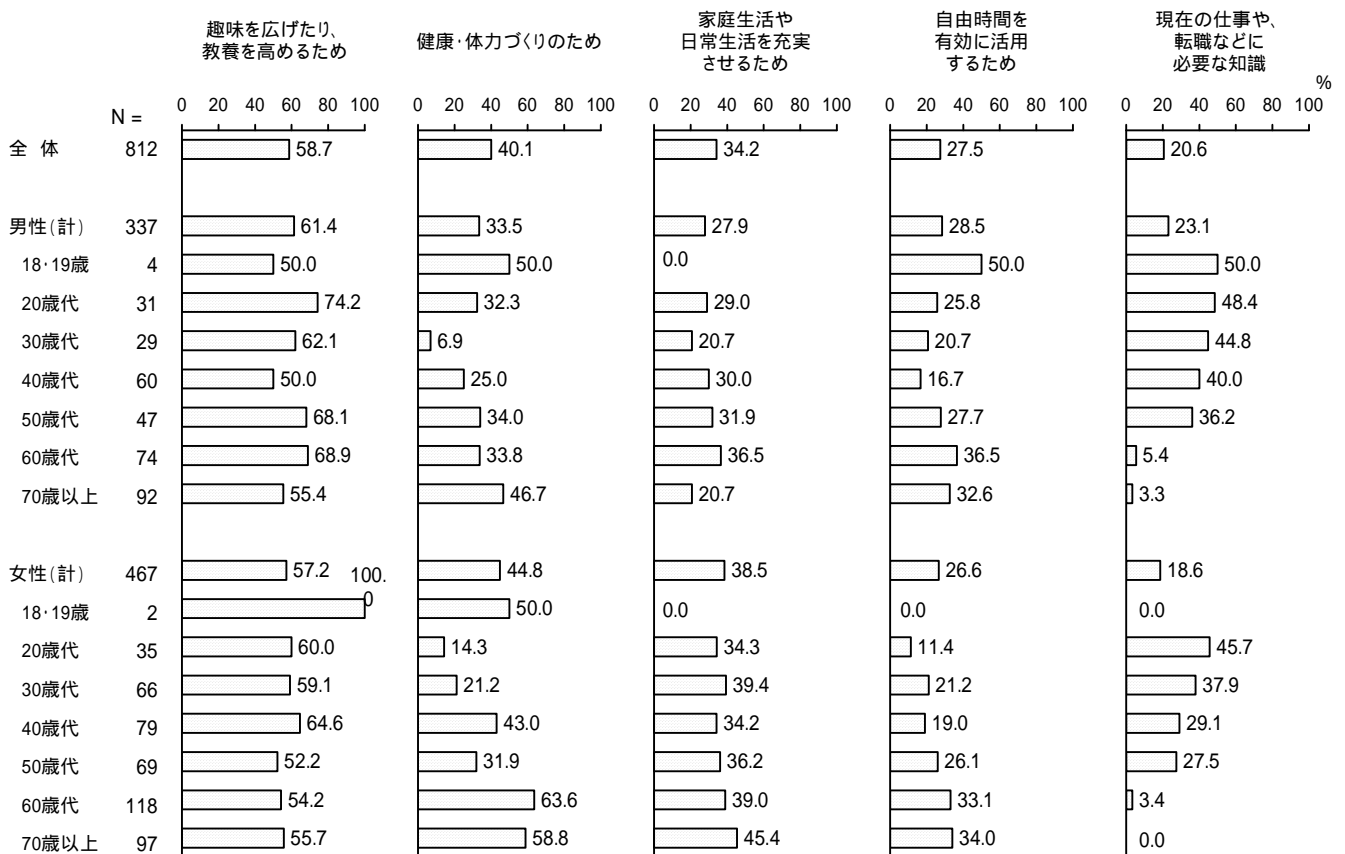 趣味を広げたり、
教養を高めるため
健康・体力づくりのため
家庭生活や
日常生活を充実
させるため
自由時間を
有効に活用
するため
現在の仕事や、
転職などに
必要な知識
%
0 20 40 60 80 100 0 20 40 60 80 100 0 20 40 60 80 100 0 20 40 60 80 100 0 20 40 60 80 100
N =
全 体 812 58.7 40.1 34.2 27.5 20.6
男性(計) 337 61.4 33.5 27.9 28.5 23.1
18・19歳 4 50.0 50.0 0.0 50.0 50.0
20歳代 31 74.2 32.3 29.0 25.8 48.4
30歳代 29 62.1 6.9 20.7 20.7 44.8
40歳代 60 50.0 25.0 30.0 16.7 40.0
50歳代 47 68.1 34.0 31.9 27.7 36.2
60歳代 74 68.9 33.8 36.5 36.5 5.4
70歳以上 92 55.4 46.7 20.7 32.6 3.3
女性(計) 467 57.2 44.8 38.5 26.6 18.6
18・19歳 2 100.0 50.0 0.0 0.0 0.0
20歳代 35 60.0 14.3 34.3 11.4 45.7
30歳代 66 59.1 21.2 39.4 21.2 37.9
40歳代 79 64.6 43.0 34.2 19.0 29.1
50歳代 69 52.2 31.9 36.2 26.1 27.5
60歳代 118 54.2 63.6 39.0 33.1 3.4
70歳以上 97 55.7 58.8 45.4 34.0 0.0